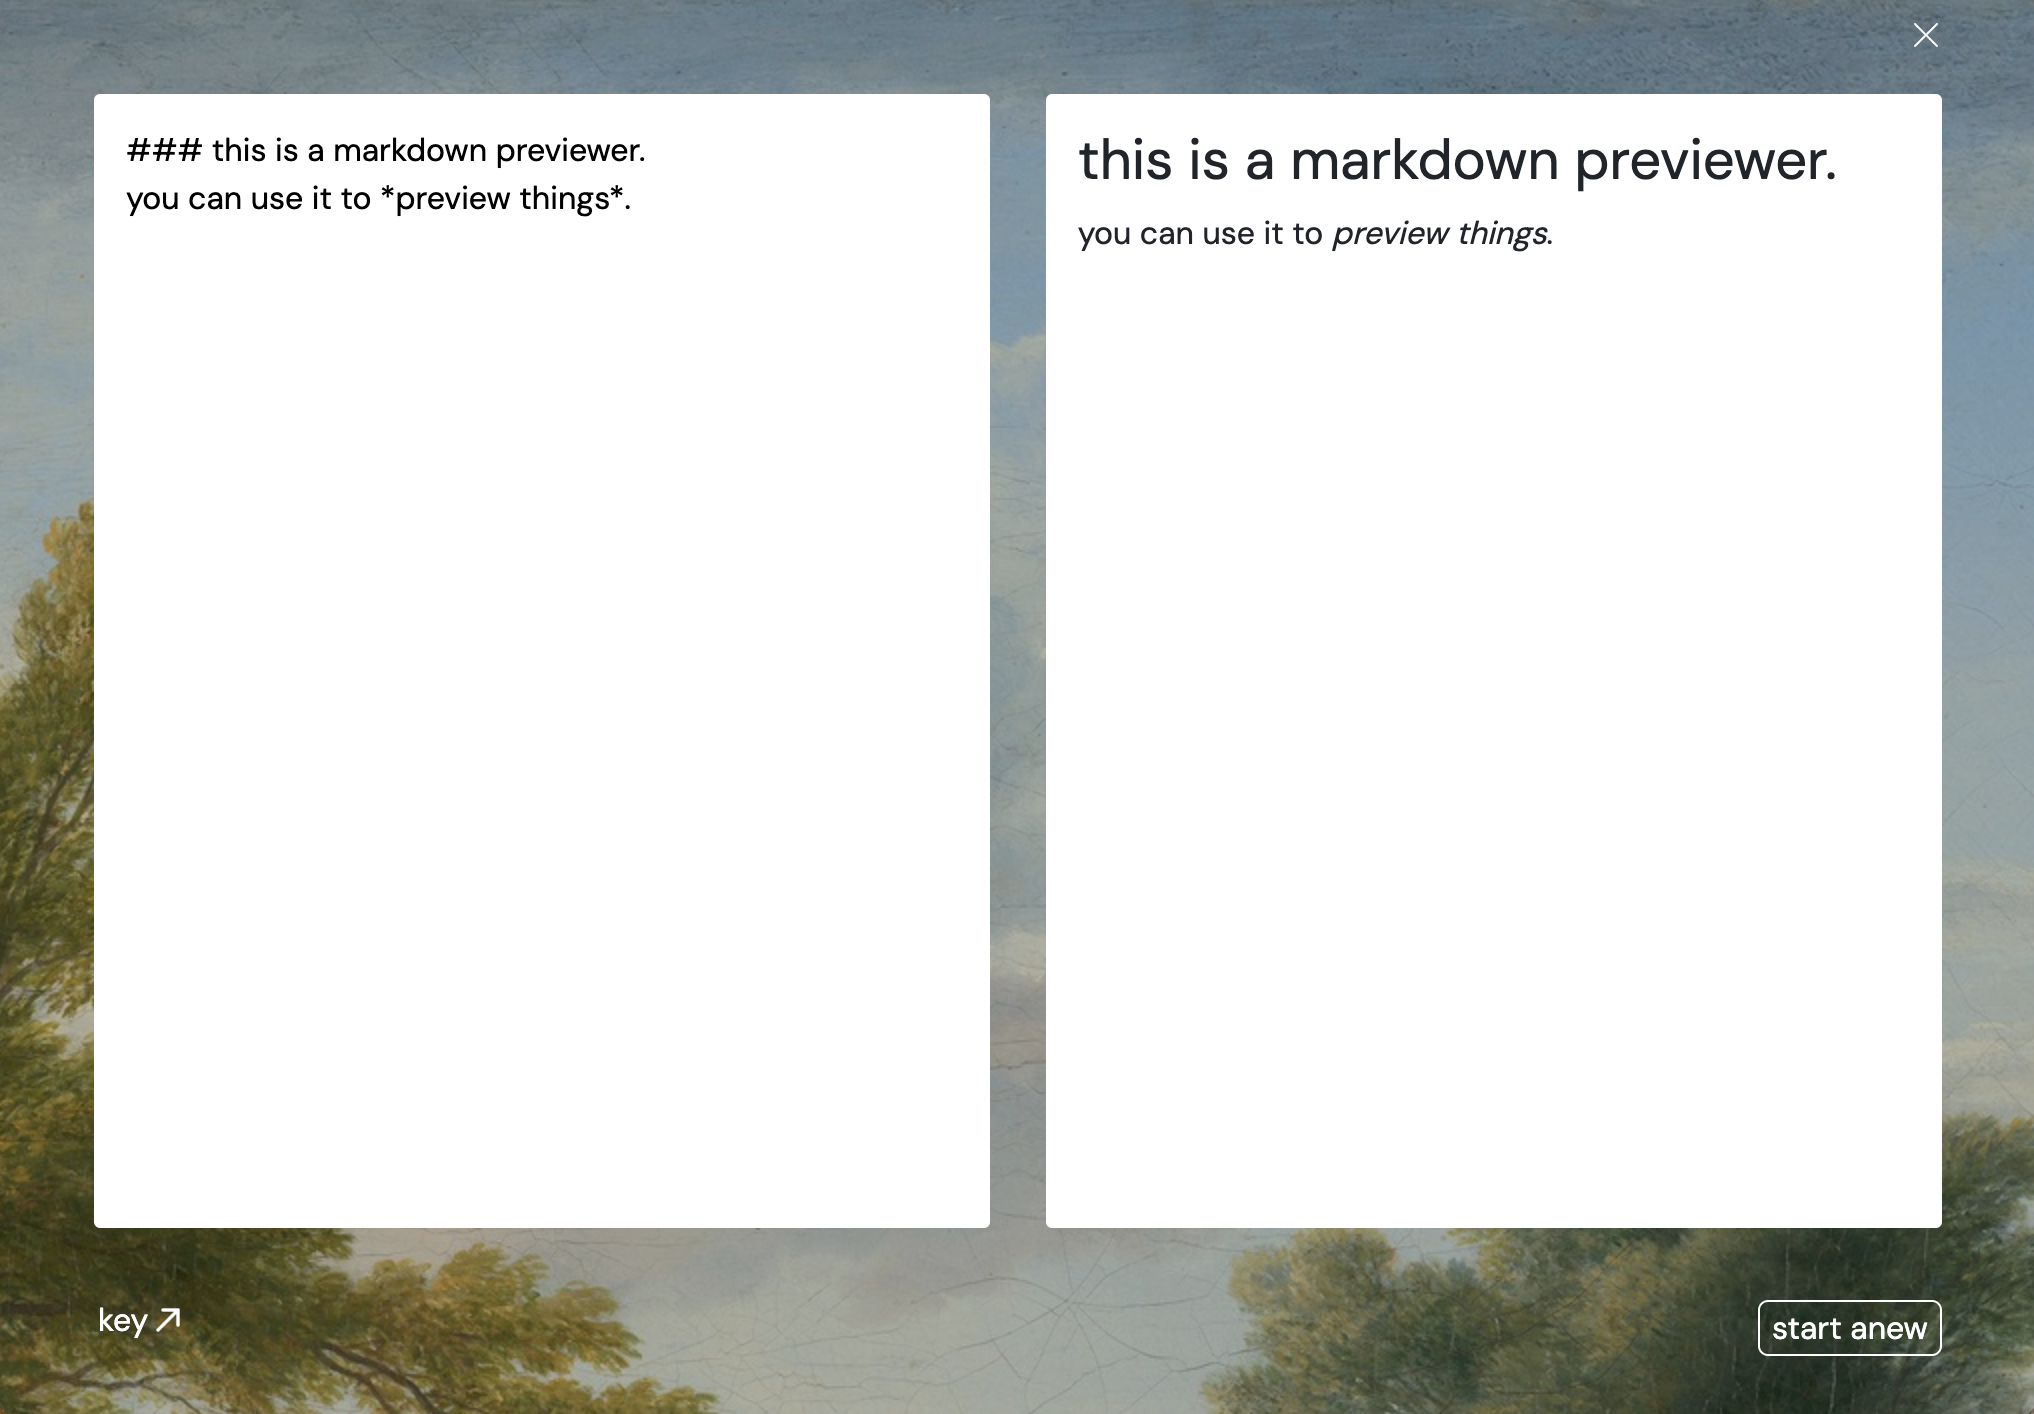 ### this is a markdown previewer.
you can use it to *preview things*.
this is a markdown previewer.
you can use it to preview things.
key
start anew